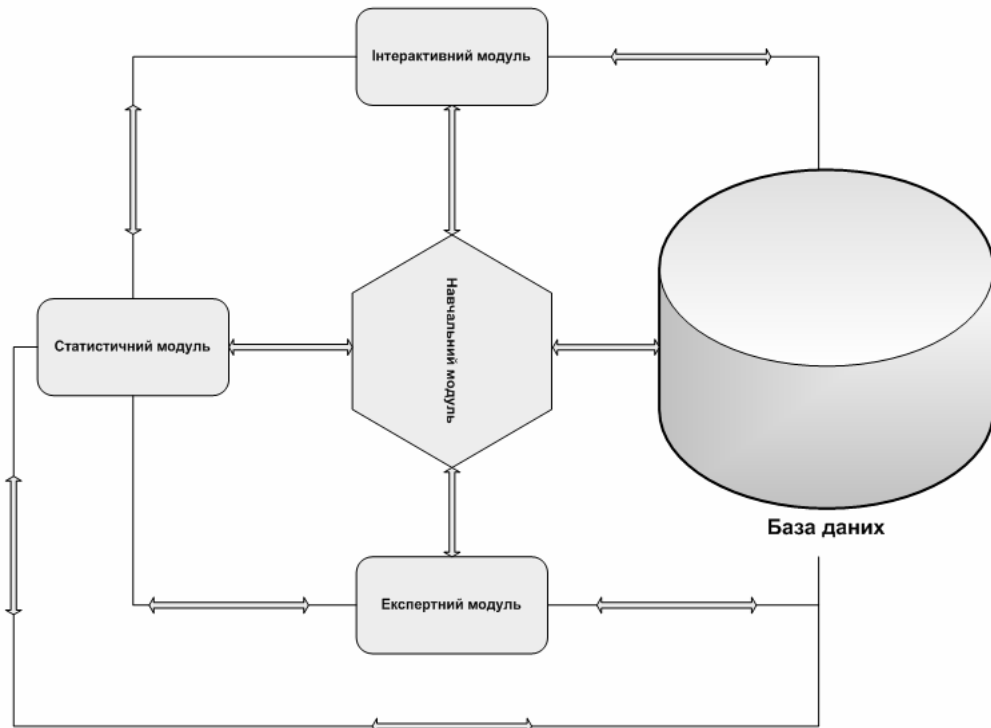 Інтерактивний модуль
Навчальний модуль
Статистичний модуль
База даних
Експертний модуль